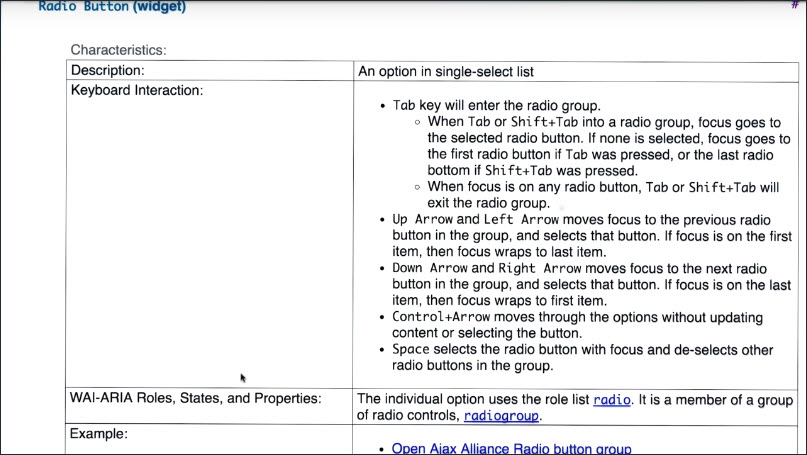 Radio Button (widget)
#
Characteristics:
Description:
An option in single-select list
Keyboard Interaction:
• Tab key will enter the radio group.
◦ When Tab or Shift+Tab into a radio group, focus goes to
the selected radio button. If none is selected, focus goes to
the first radio button if Tab was pressed, or the last radio
bottom if Shift+Tab was pressed.
◦ When focus is on any radio button, Tab or Shift+Tab will
exit the radio group.
• Up Arrow and Left Arrow moves focus to the previous radio
button in the group, and selects that button. If focus is on the first
item, then focus wraps to last item.
• Down Arrow and Right Arrow moves focus to the next radio
button in the group, and selects that button. If focus is on the last
item, then focus wraps to first item.
• Control+Arrow moves through the options without updating
content or selecting the button.
• Space selects the radio button with focus and de-selects other
radio buttons in the group.
WAI-ARIA Roles, States, and Properties:
The individual option uses the role list radio. It is a member of a group
of radio controls, radiogroup.
Example:
• Open Ajax Alliance Radio button group